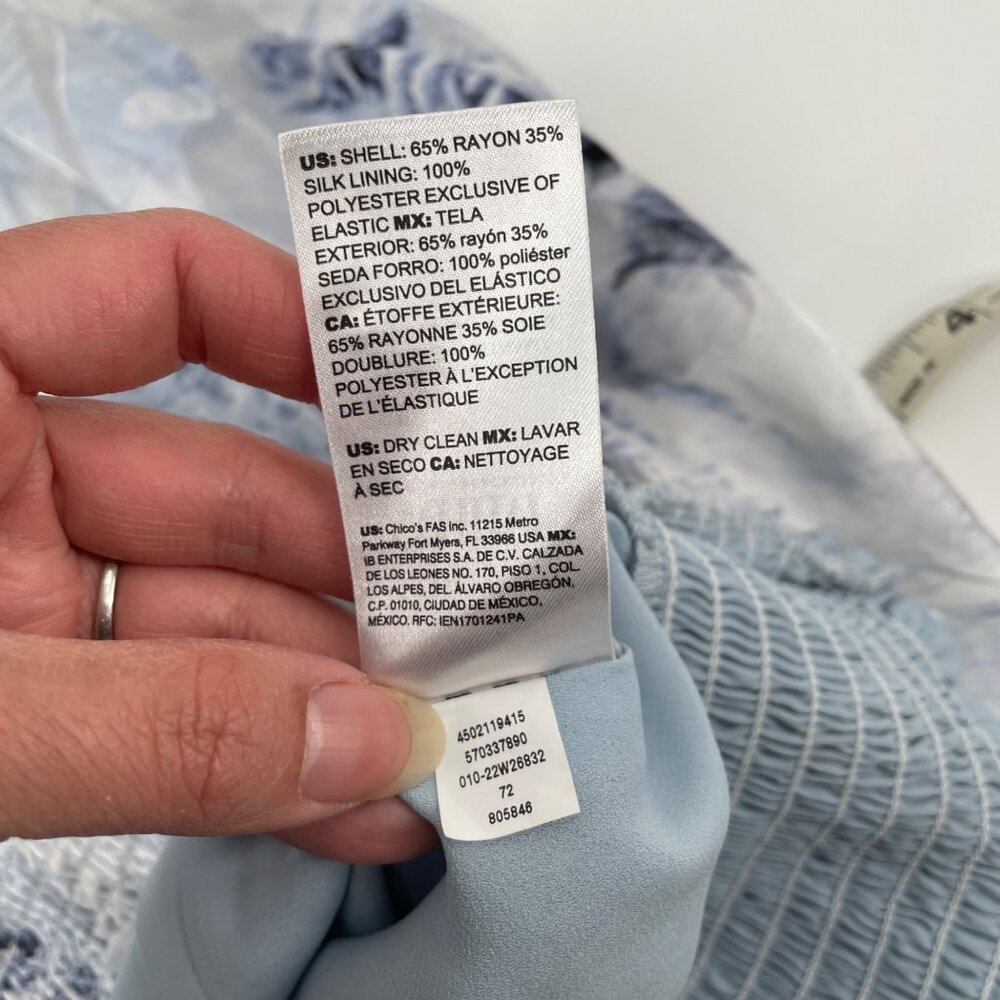 US: SHELL: 65% RAYON 35%
SILK LINING: 100%
POLYESTER EXCLUSIVE OF
ELASTIC MX: TELA
EXTERIOR: 65% rayón 35%
SEDA FORRO: 100% poliéster
EXCLUSIVO DEL ELÁSTICO
CA: ÉTOFFE EXTÉRIEURE:
65% RAYONNE 35% SOIE
DOUBLURE: 100%
POLYESTER À L'EXCEPTION
DE L'ÉLASTIQUE
US: DRY CLEAN MX: LAVAR
EN SECO CA: NETTOYAGE
À SEC
US: Chico's FAS Inc. 11215 Metro
Parkway Fort Myers, FL 33966 USA MX:
IB ENTERPRISES S.A. DE C.V. CALZADA
DE LOS LEONES NO. 170, PISO 1, COL.
LOS ALPES, DEL. ÁLVARO OBREGÓN,
C.P. 01010, CIUDAD DE MÉXICO,
MÉXICO. RFC: IEN1701241PA
4502119415
570337890
010-22W26832
72
805846
4